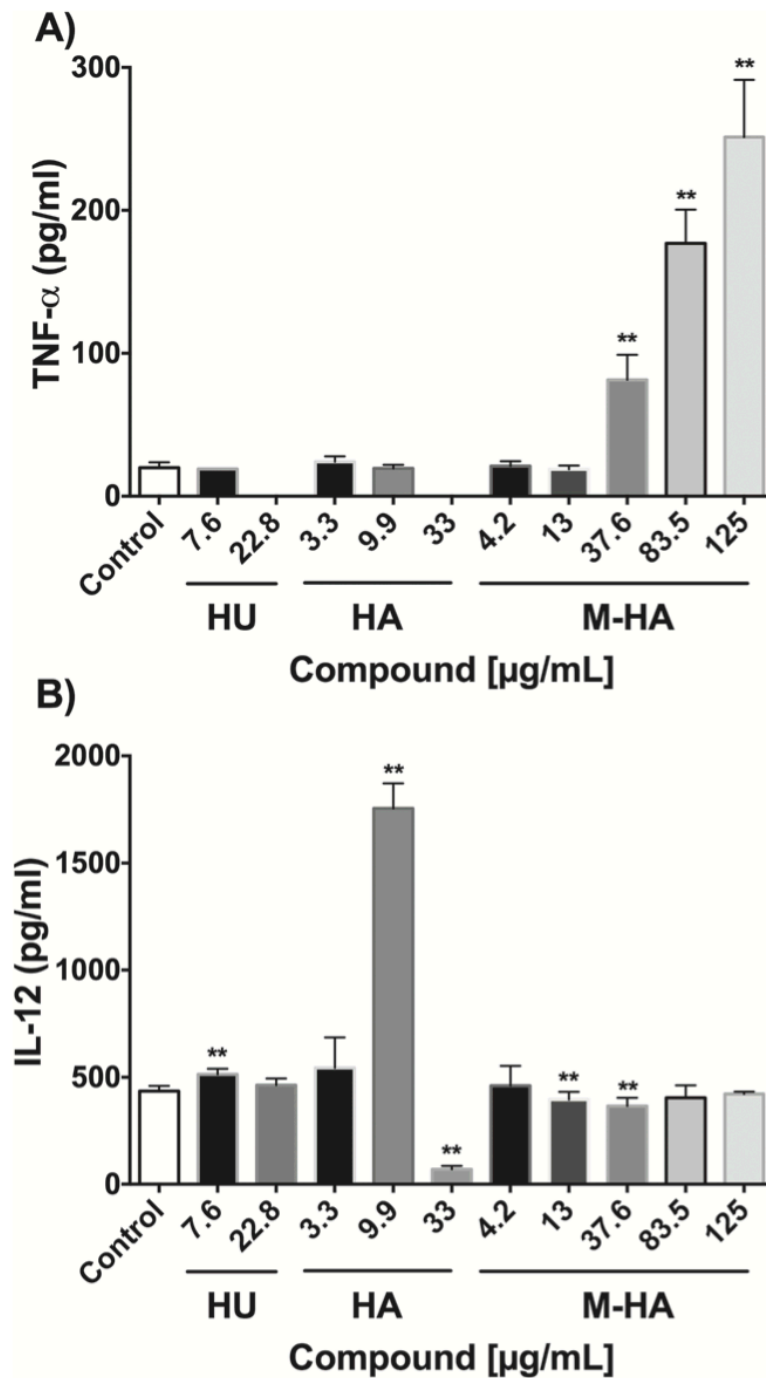 A)
TNF-α (pg/ml)
300
200
100
0
**
**
**
Control
7.6
22.8
3.3
9.9
33
4.2
13
37.6
83.5
125
HU
HA
M-HA
Compound [µg/mL]
B)
IL-12 (pg/ml)
2000
1500
1000
500
0
**
**
**
**
**
Control
7.6
22.8
3.3
9.9
33
4.2
13
37.6
83.5
125
HU
HA
M-HA
Compound [µg/mL]